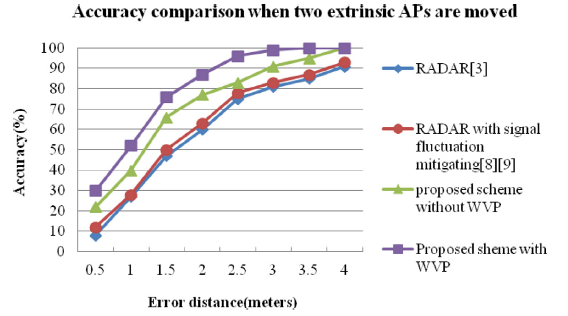 Accuracy comparison when two extrinsic APs are moved
100
90
80
70
60
50
40
30
20
10
0
Accuracy(%)
0.5 1 1.5 2 2.5 3 3.5 4
Error distance(meters)
RADAR[3]
RADAR with signal
fluctuation
mitigating[8][9]
proposed scheme
without WVP
Proposed sheme with
WVP